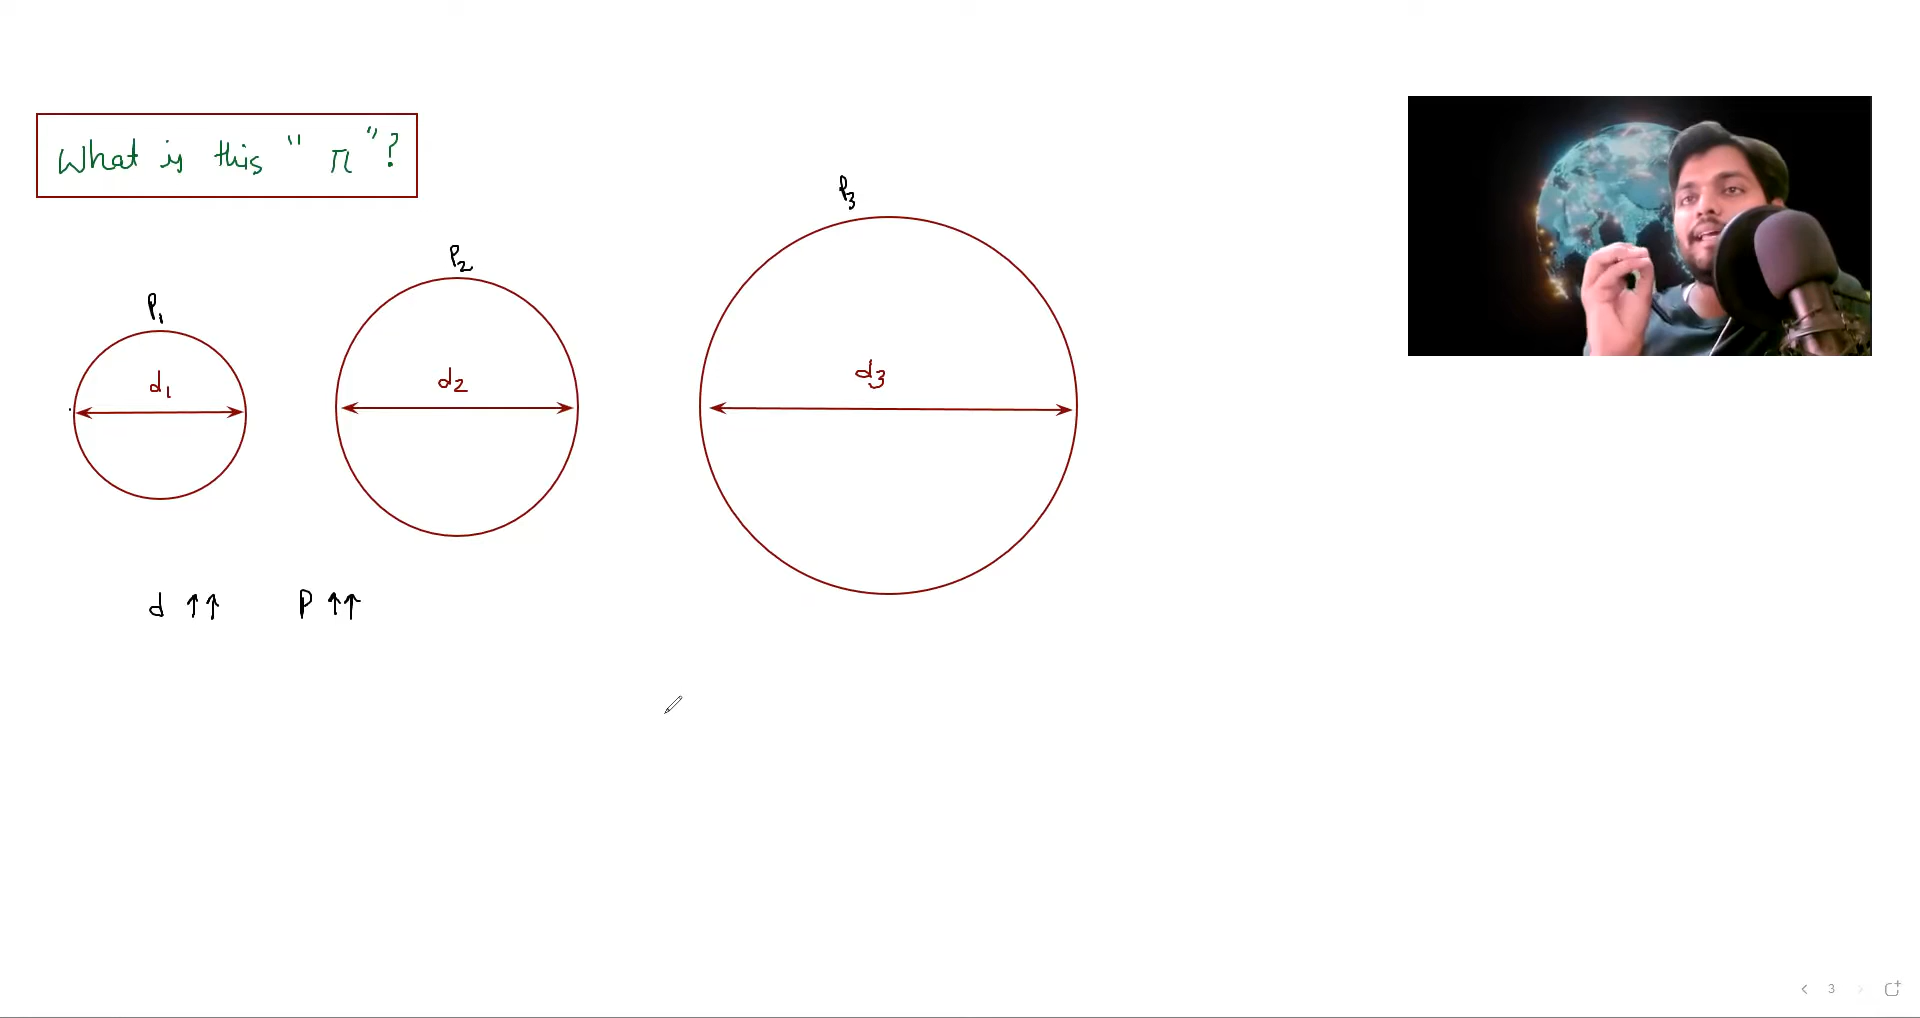 What is this " π "?
P3
P2
P1
d1
d2
d3
d ↑↑ P ↑↑
3